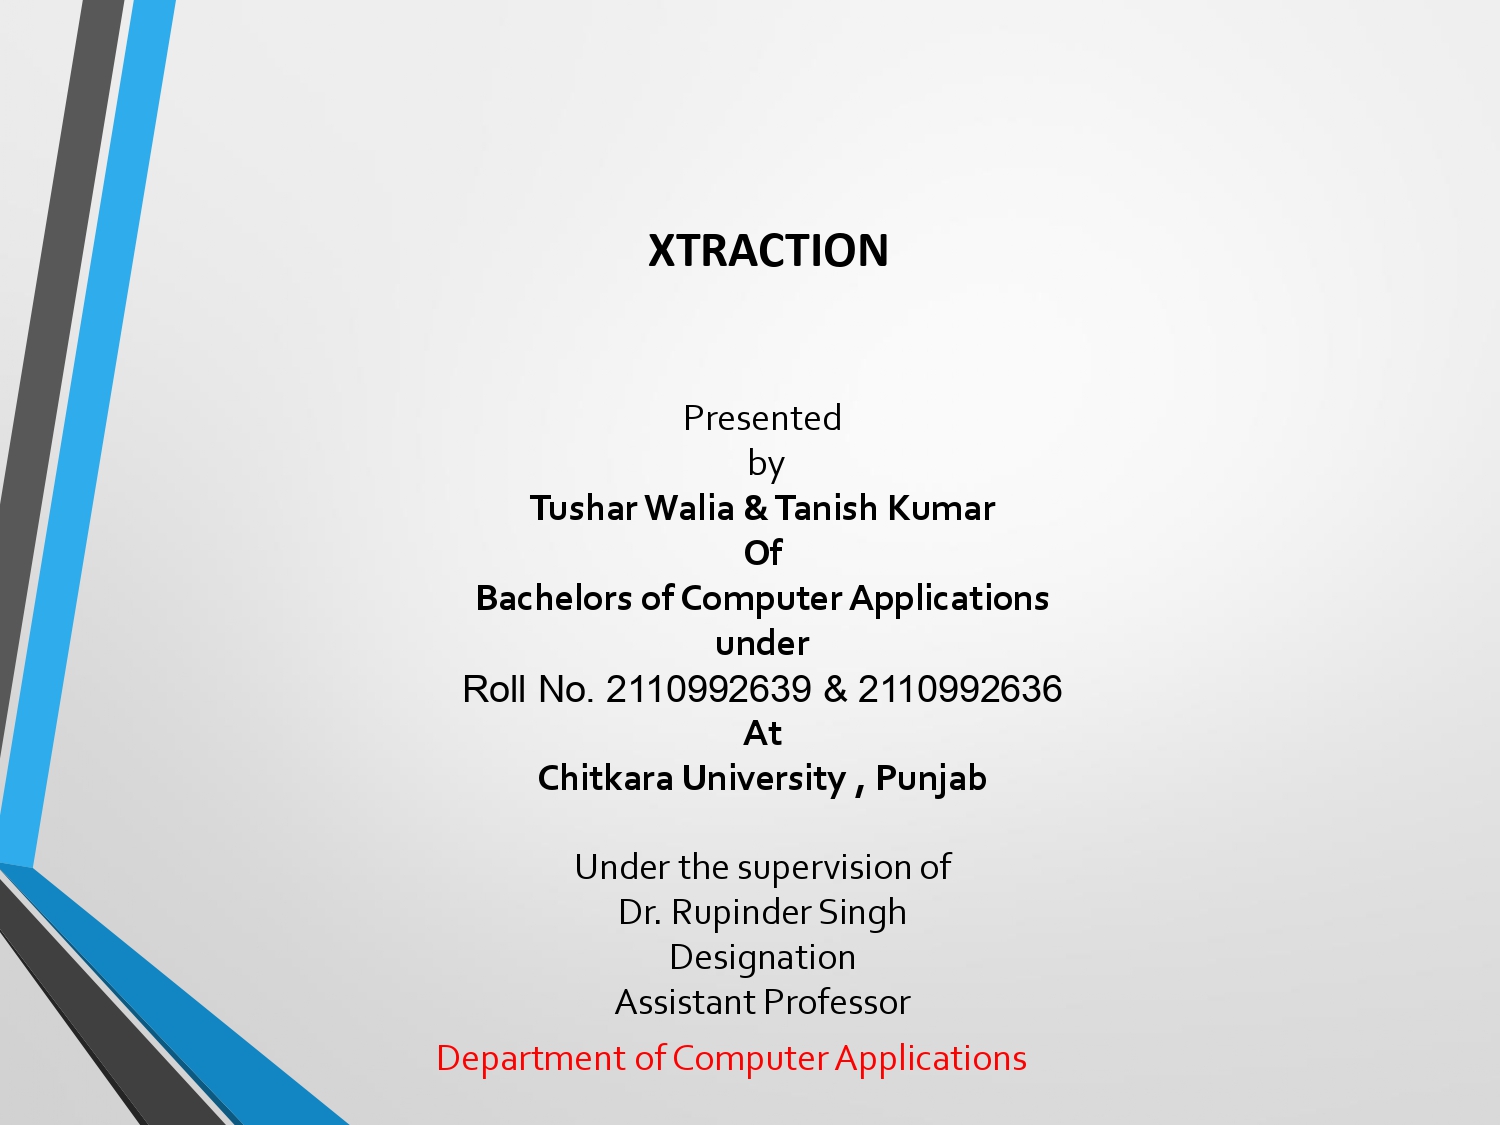 XTRACTION
Presented
by
Tushar Walia & Tanish Kumar
Of
Bachelors of Computer Applications
under
Roll No. 2110992639 & 2110992636
At
Chitkara University , Punjab
Under the supervision of
Dr. Rupinder Singh
Designation
Assistant Professor
Department of Computer Applications